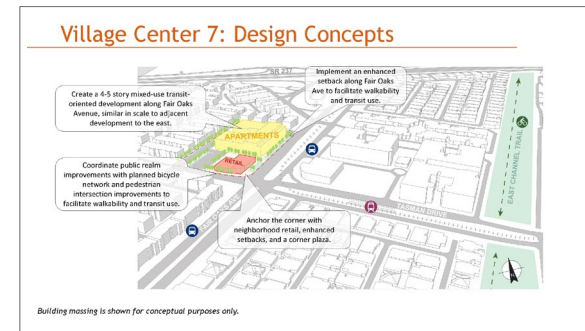 Village Center 7: Design Concepts
SR 237
Implement an enhanced
setback along Fair Oaks
Ave to facilitate walkability
and transit use.
Create a 4-5 story mixed-use transit-
oriented development along Fair Oaks
Avenue, similar in scale to adjacent
development to the east.
APARTMENTS
RETAIL
Coordinate public realm
improvements with planned bicycle
network and pedestrian
intersection improvements to
facilitate walkability and transit use.
EAST CHANNEL TRAIL
TASMAN DRIVE
Anchor the corner with
neighborhood retail, enhanced
setbacks, and a corner plaza.
Building massing is shown for conceptual purposes only.